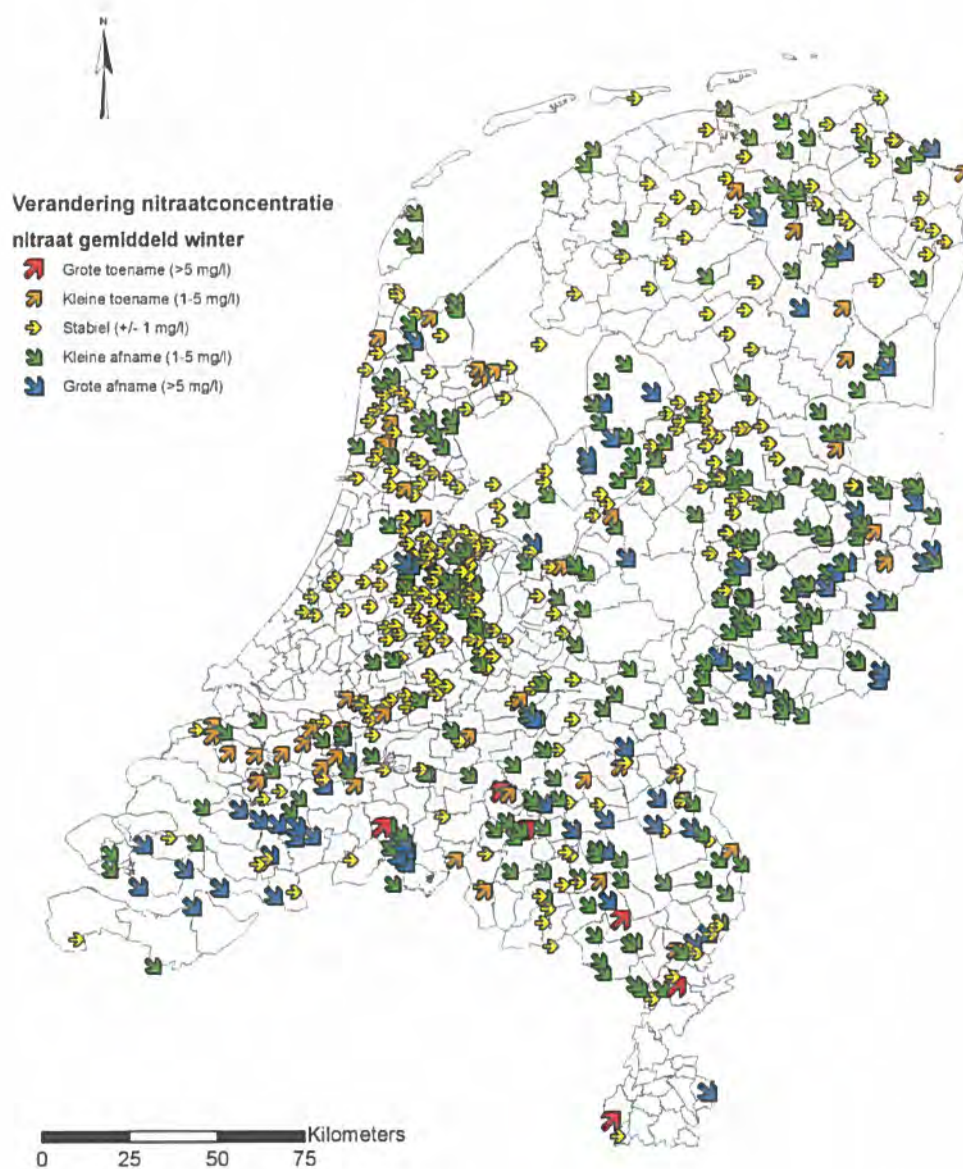 N
Verandering nitraatconcentratie
nitraat gemiddeld winter
Grote toename (>5 mg/l)
Kleine toename (1-5 mg/l)
Stabiel (+/- 1 mg/l)
Kleine afname (1-5 mg/l)
Grote afname (>5 mg/l)
Kilometers
0 25 50 75